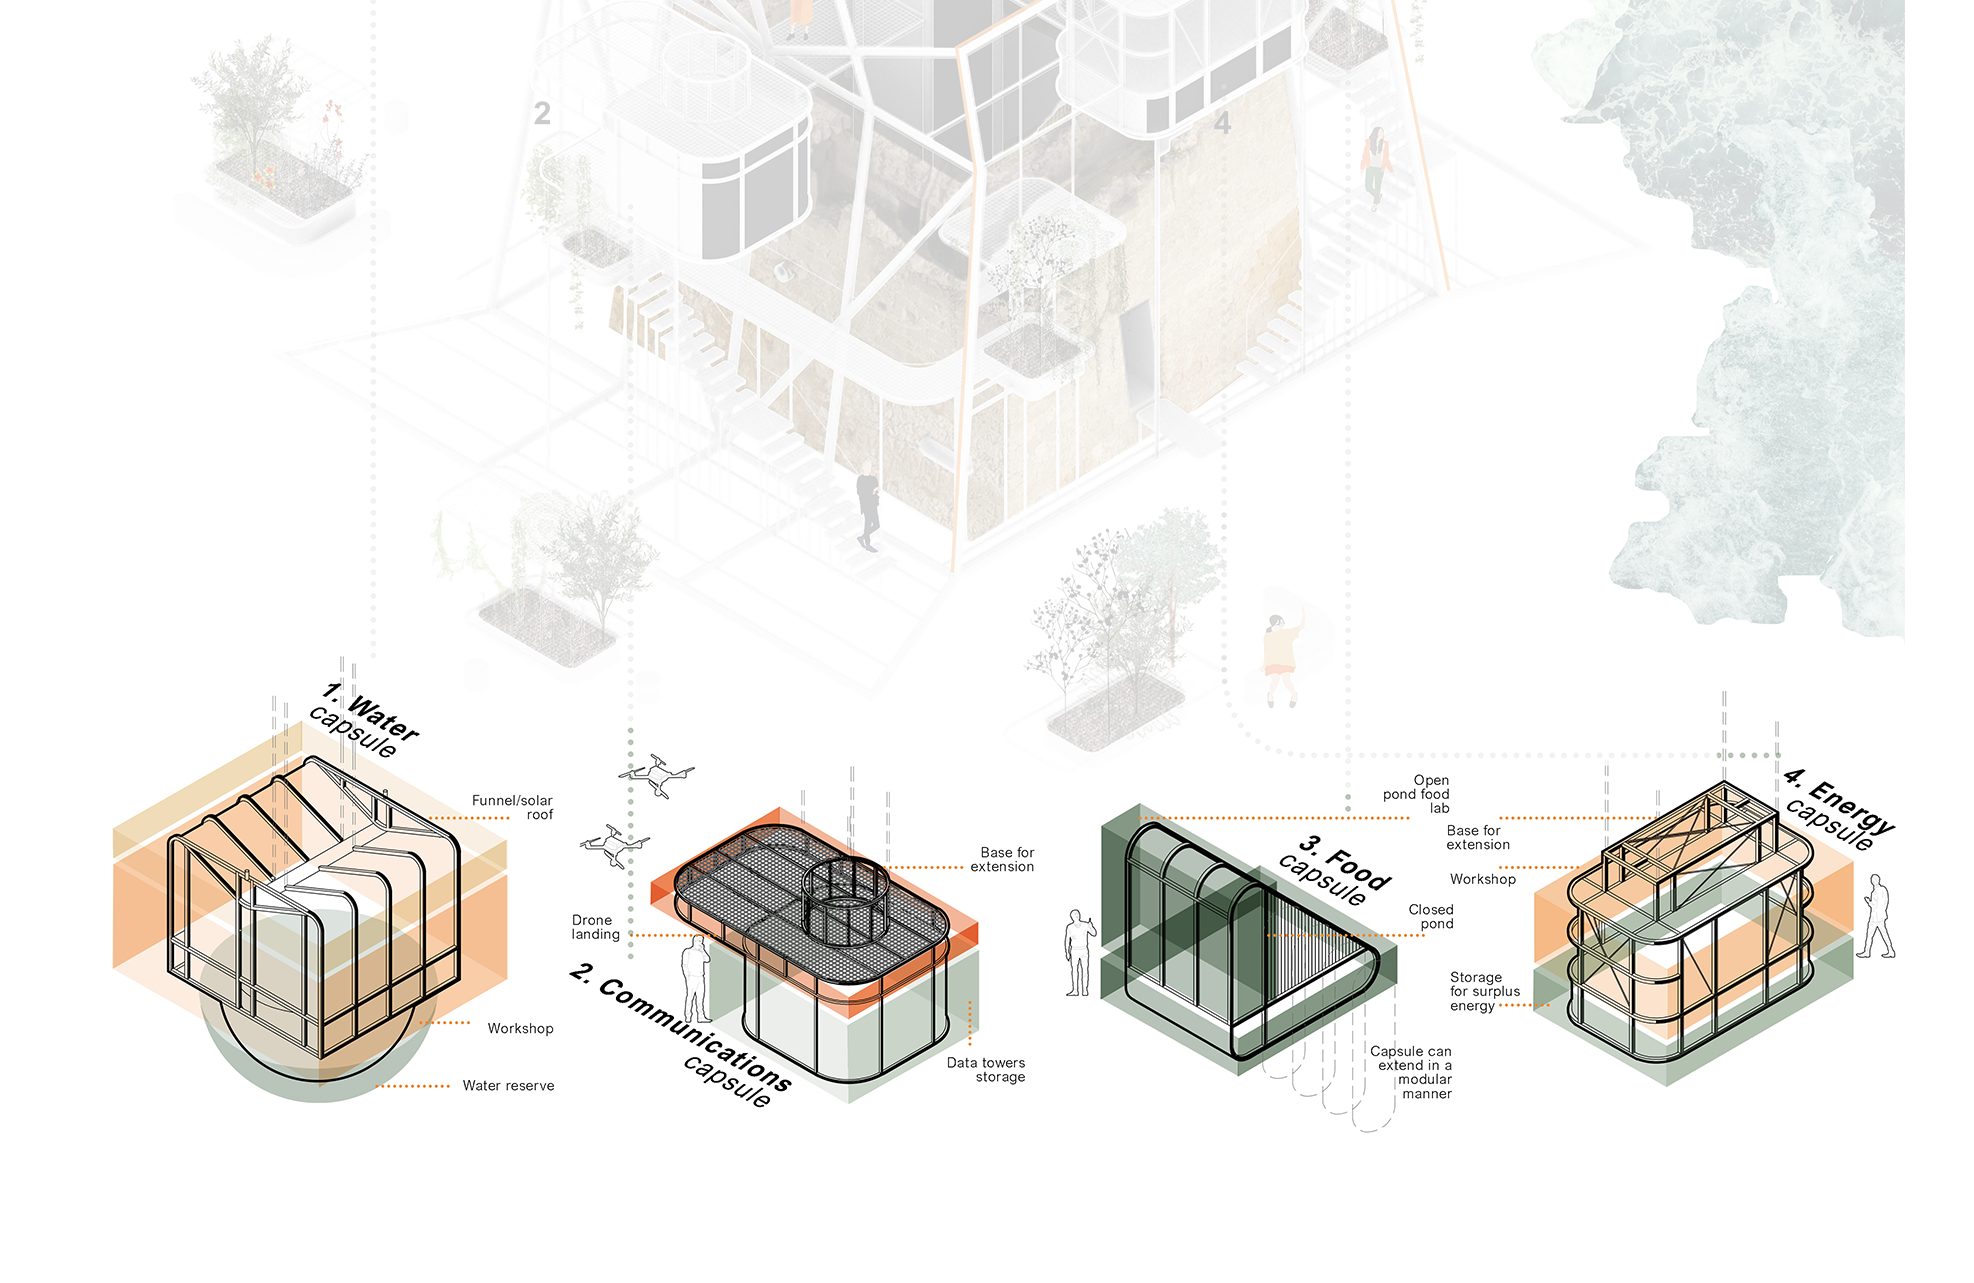 2
4
1. Water
capsule
Funnel/solar
roof
Workshop
Water reserve
Drone
landing
Base for
extension
2. Communications
capsule
Data towers
storage
Open
pond food
lab
3. Food
capsule
Closed
pond
Capsule can
extend in a
modular
manner
4. Energy
capsule
Base for
extension
Workshop
Storage
for surplus
energy